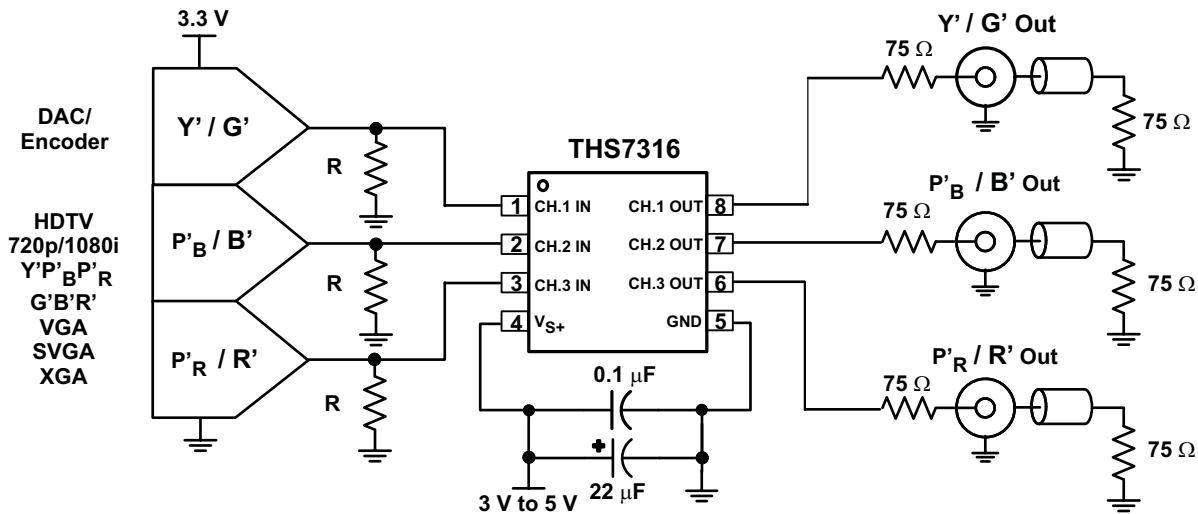 3.3 V
DAC/
Encoder
HDTV
720p/1080i
Y'P'BP'R
G'B'R'
VGA
SVGA
XGA
Y' / G'
P'B / B'
P'R / R'
R
R
R
THS7316
1 CH.1 IN CH.1 OUT 8
2 CH.2 IN CH.2 OUT 7
3 CH.3 IN CH.3 OUT 6
4 VS+ GND 5
0.1 µF
+
22 µF
3 V to 5 V
Y' / G' Out
75 Ω
75 Ω
P'B / B' Out
75 Ω
75 Ω
P'R / R' Out
75 Ω
75 Ω